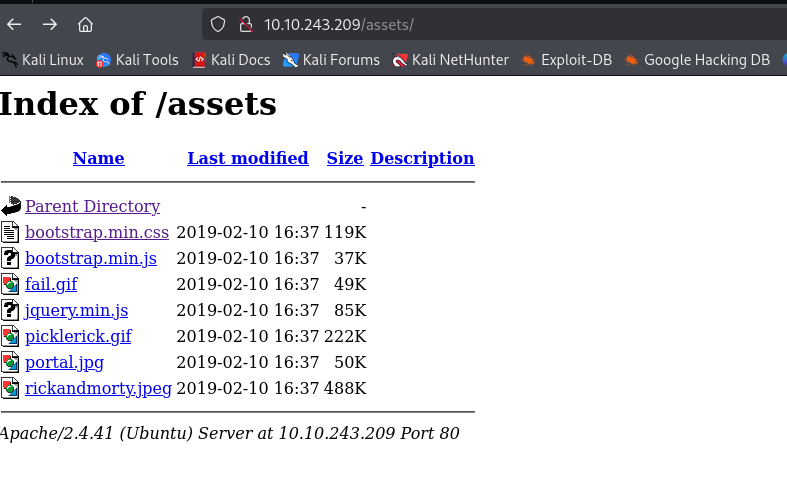 10.10.243.209/assets/
Kali Linux Kali Tools Kali Docs Kali Forums Kali NetHunter Exploit-DB Google Hacking DB
Index of /assets
Name Last modified Size Description
Parent Directory -
bootstrap.min.css 2019-02-10 16:37 119K
bootstrap.min.js 2019-02-10 16:37 37K
fail.gif 2019-02-10 16:37 49K
jquery.min.js 2019-02-10 16:37 85K
picklerick.gif 2019-02-10 16:37 222K
portal.jpg 2019-02-10 16:37 50K
rickandmorty.jpeg 2019-02-10 16:37 488K
Apache/2.4.41 (Ubuntu) Server at 10.10.243.209 Port 80